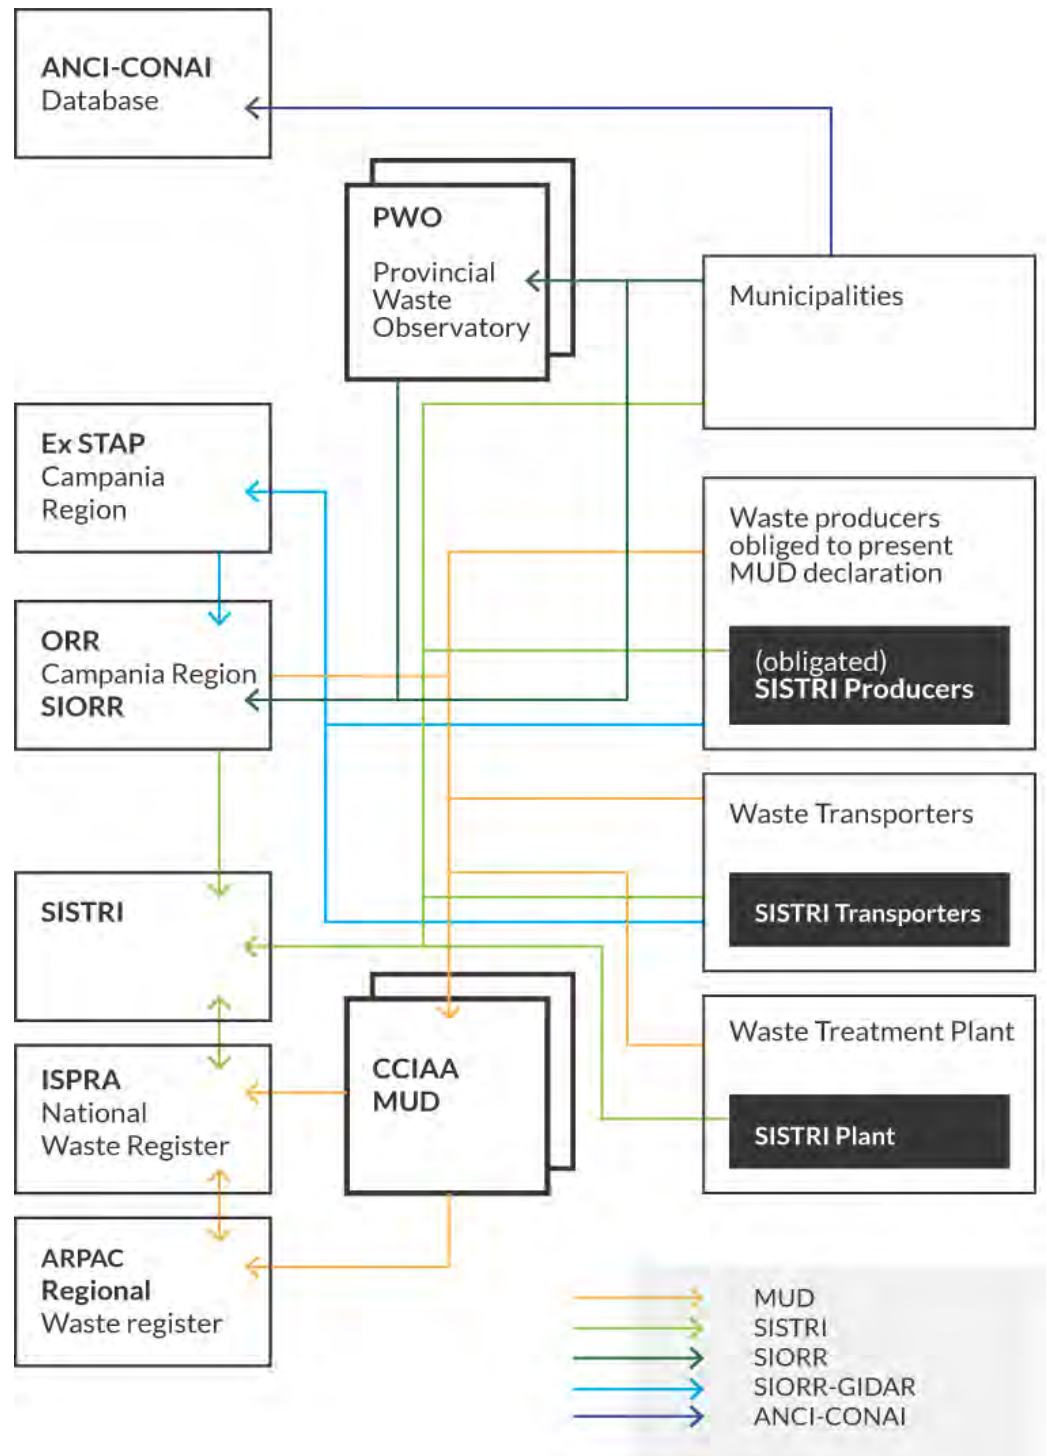 ANCI-CONAI
Database
PWO
Provincial
Waste
Observatory
Municipalities
Ex STAP
Campania
Region
Waste producers
obliged to present
MUD declaration
(obligated)
SISTRI Producers
ORR
Campania Region
SIORR
Waste Transporters
SISTRI Transporters
SISTRI
Waste Treatment Plant
SISTRI Plant
CCIAA
MUD
ISPRA
National
Waste Register
ARPAC
Regional
Waste register
MUD
SISTRI
SIORR
SIORR-GIDAR
ANCI-CONAI